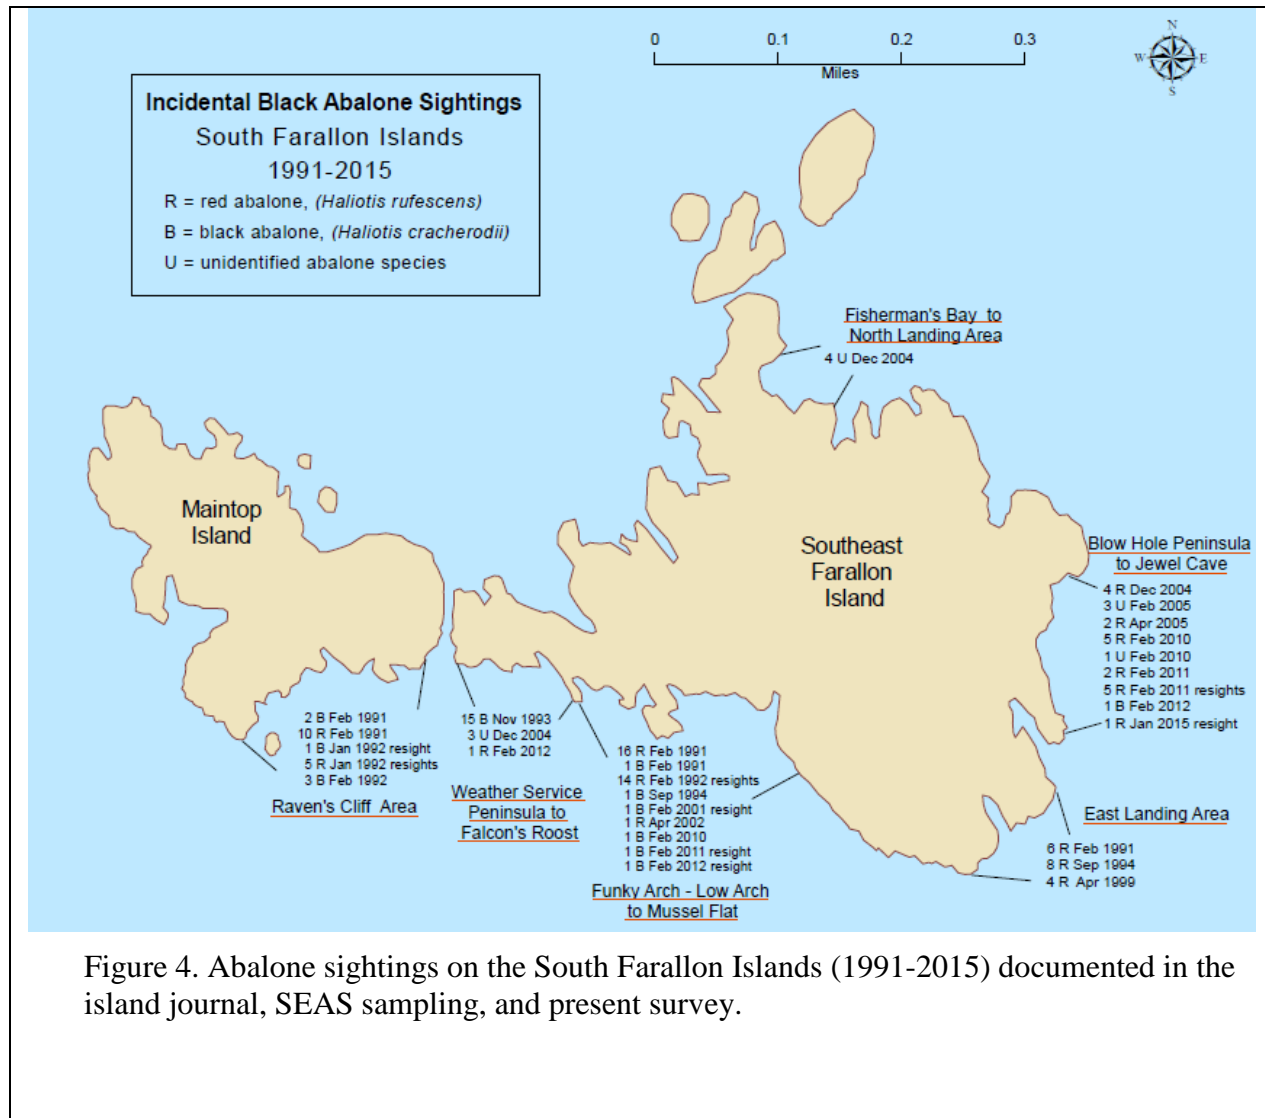 0 0.1 0.2 0.3
Miles
N
W E
S
Incidental Black Abalone Sightings
South Farallon Islands
1991-2015
R = red abalone, (Haliotis rufescens)
B = black abalone, (Haliotis cracherodii)
U = unidentified abalone species
Fisherman's Bay to
North Landing Area
4 U Dec 2004
Maintop
Island
Southeast
Farallon
Island
Blow Hole Peninsula
to Jewel Cave
4 R Dec 2004
3 U Feb 2005
2 R Apr 2005
5 R Feb 2010
1 U Feb 2010
2 R Feb 2011
5 R Feb 2011 resights
1 B Feb 2012
1 R Jan 2015 resight
2 B Feb 1991
10 R Feb 1991
1 B Jan 1992 resight
5 R Jan 1992 resights
3 B Feb 1992
Raven's Cliff Area
15 B Nov 1993
3 U Dec 2004
1 R Feb 2012
Weather Service
Peninsula to
Falcon's Roost
16 R Feb 1991
1 B Feb 1991
14 R Feb 1992 resights
1 B Sep 1994
1 B Feb 2001 resight
1 R Apr 2002
1 B Feb 2010
1 B Feb 2011 resight
1 B Feb 2012 resight
Funky Arch - Low Arch
to Mussel Flat
East Landing Area
6 R Feb 1991
8 R Sep 1994
4 R Apr 1999
Figure 4. Abalone sightings on the South Farallon Islands (1991-2015) documented in the
island journal, SEAS sampling, and present survey.